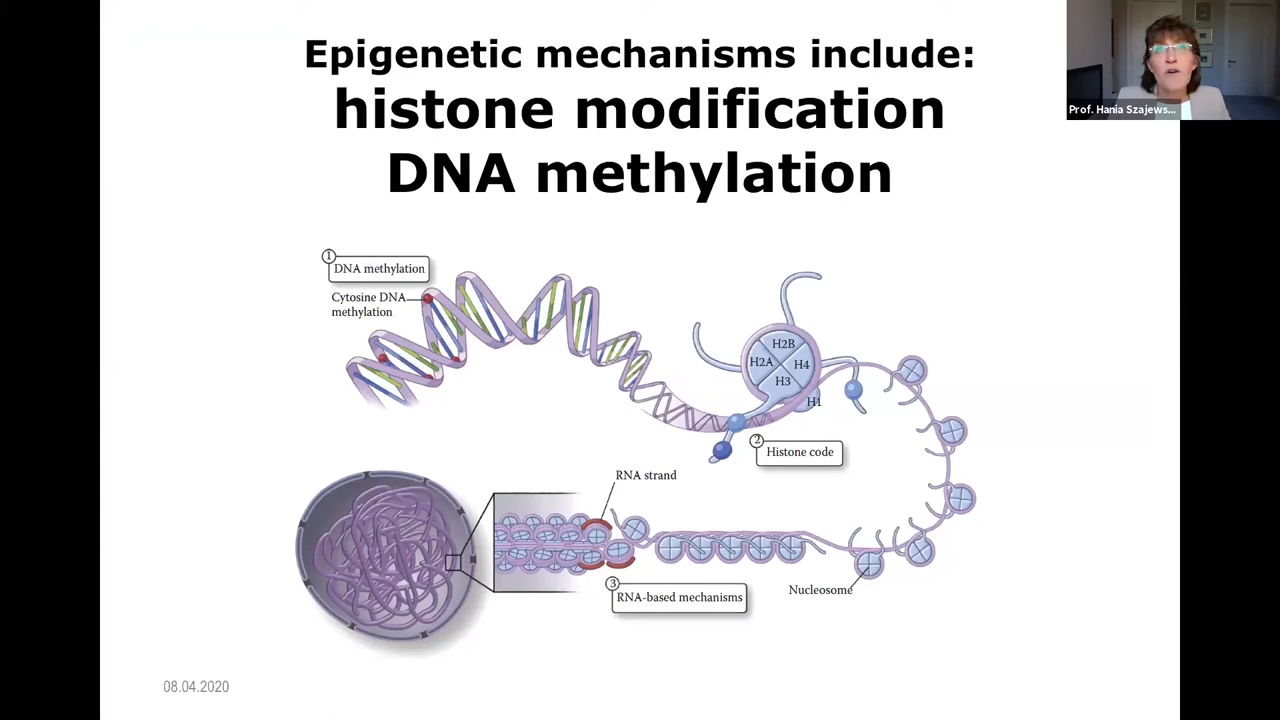 Epigenetic mechanisms include:
histone modification
DNA methylation
Prof. Hania Szajews...
1
DNA methylation
Cytosine DNA
methylation
H2B
H2A
H4
H3
H1
2
Histone code
RNA strand
3
RNA-based mechanisms
Nucleosome
08.04.2020